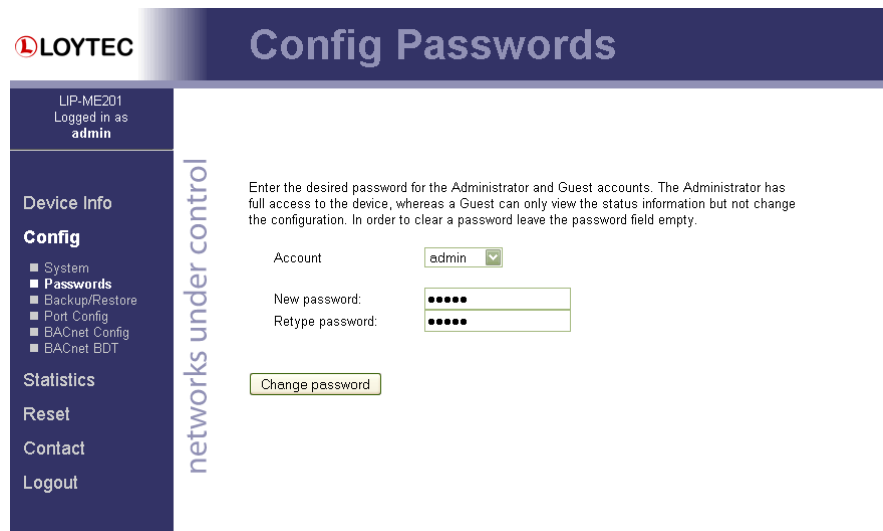 LOYTEC
Config Passwords
LIP-ME201
Logged in as
admin
Device Info
Config
System
Passwords
Backup/Restore
Port Config
BACnet Config
BACnet BDT
Statistics
Reset
Contact
Logout
networks under control
Enter the desired password for the Administrator and Guest accounts. The Administrator has
full access to the device, whereas a Guest can only view the status information but not change
the configuration. In order to clear a password leave the password field empty.
Account admin
New password: •••••
Retype password: •••••
Change password